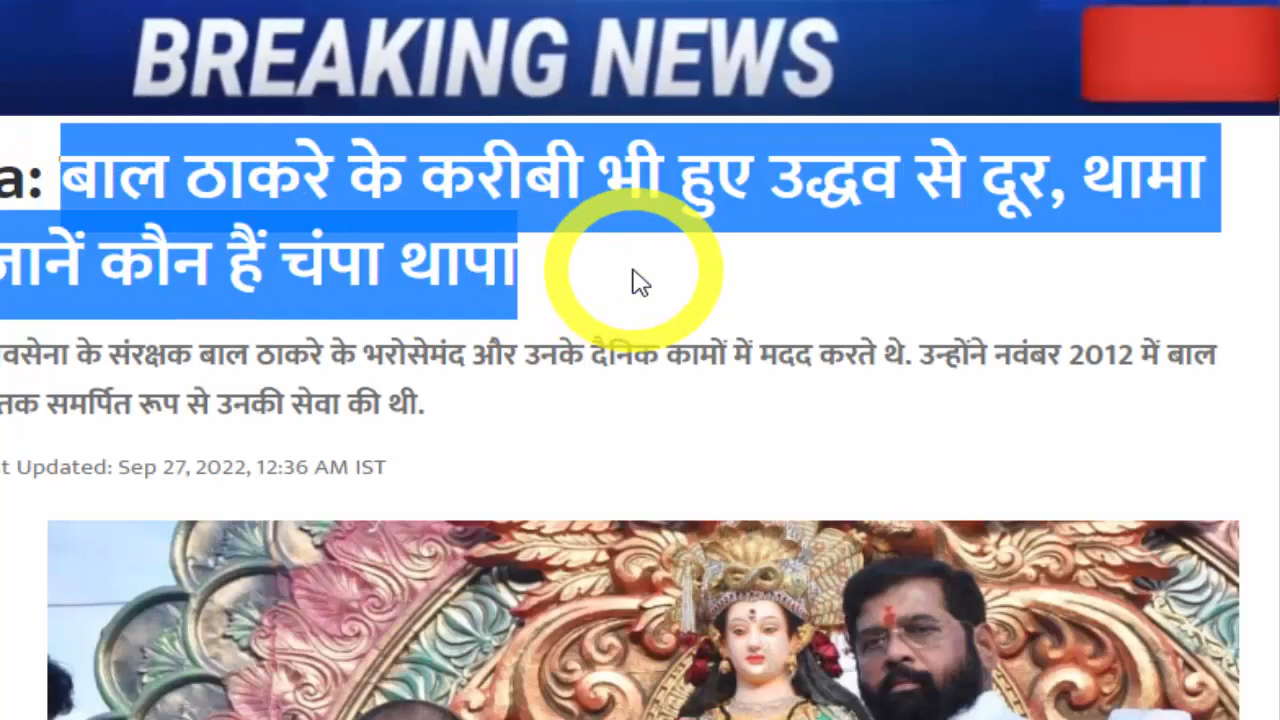 BREAKING NEWS
a: बाल ठाकरे के करीबी भी हुए उद्धव से दूर, थामा
जानें कौन हैं चंपा थापा
वसेना के संरक्षक बाल ठाकरे के भरोसेमंद और उनके दैनिक कामों में मदद करते थे. उन्होंने नवंबर 2012 में बाल
तक समर्पित रूप से उनकी सेवा की थी.
t Updated: Sep 27, 2022, 12:36 AM IST